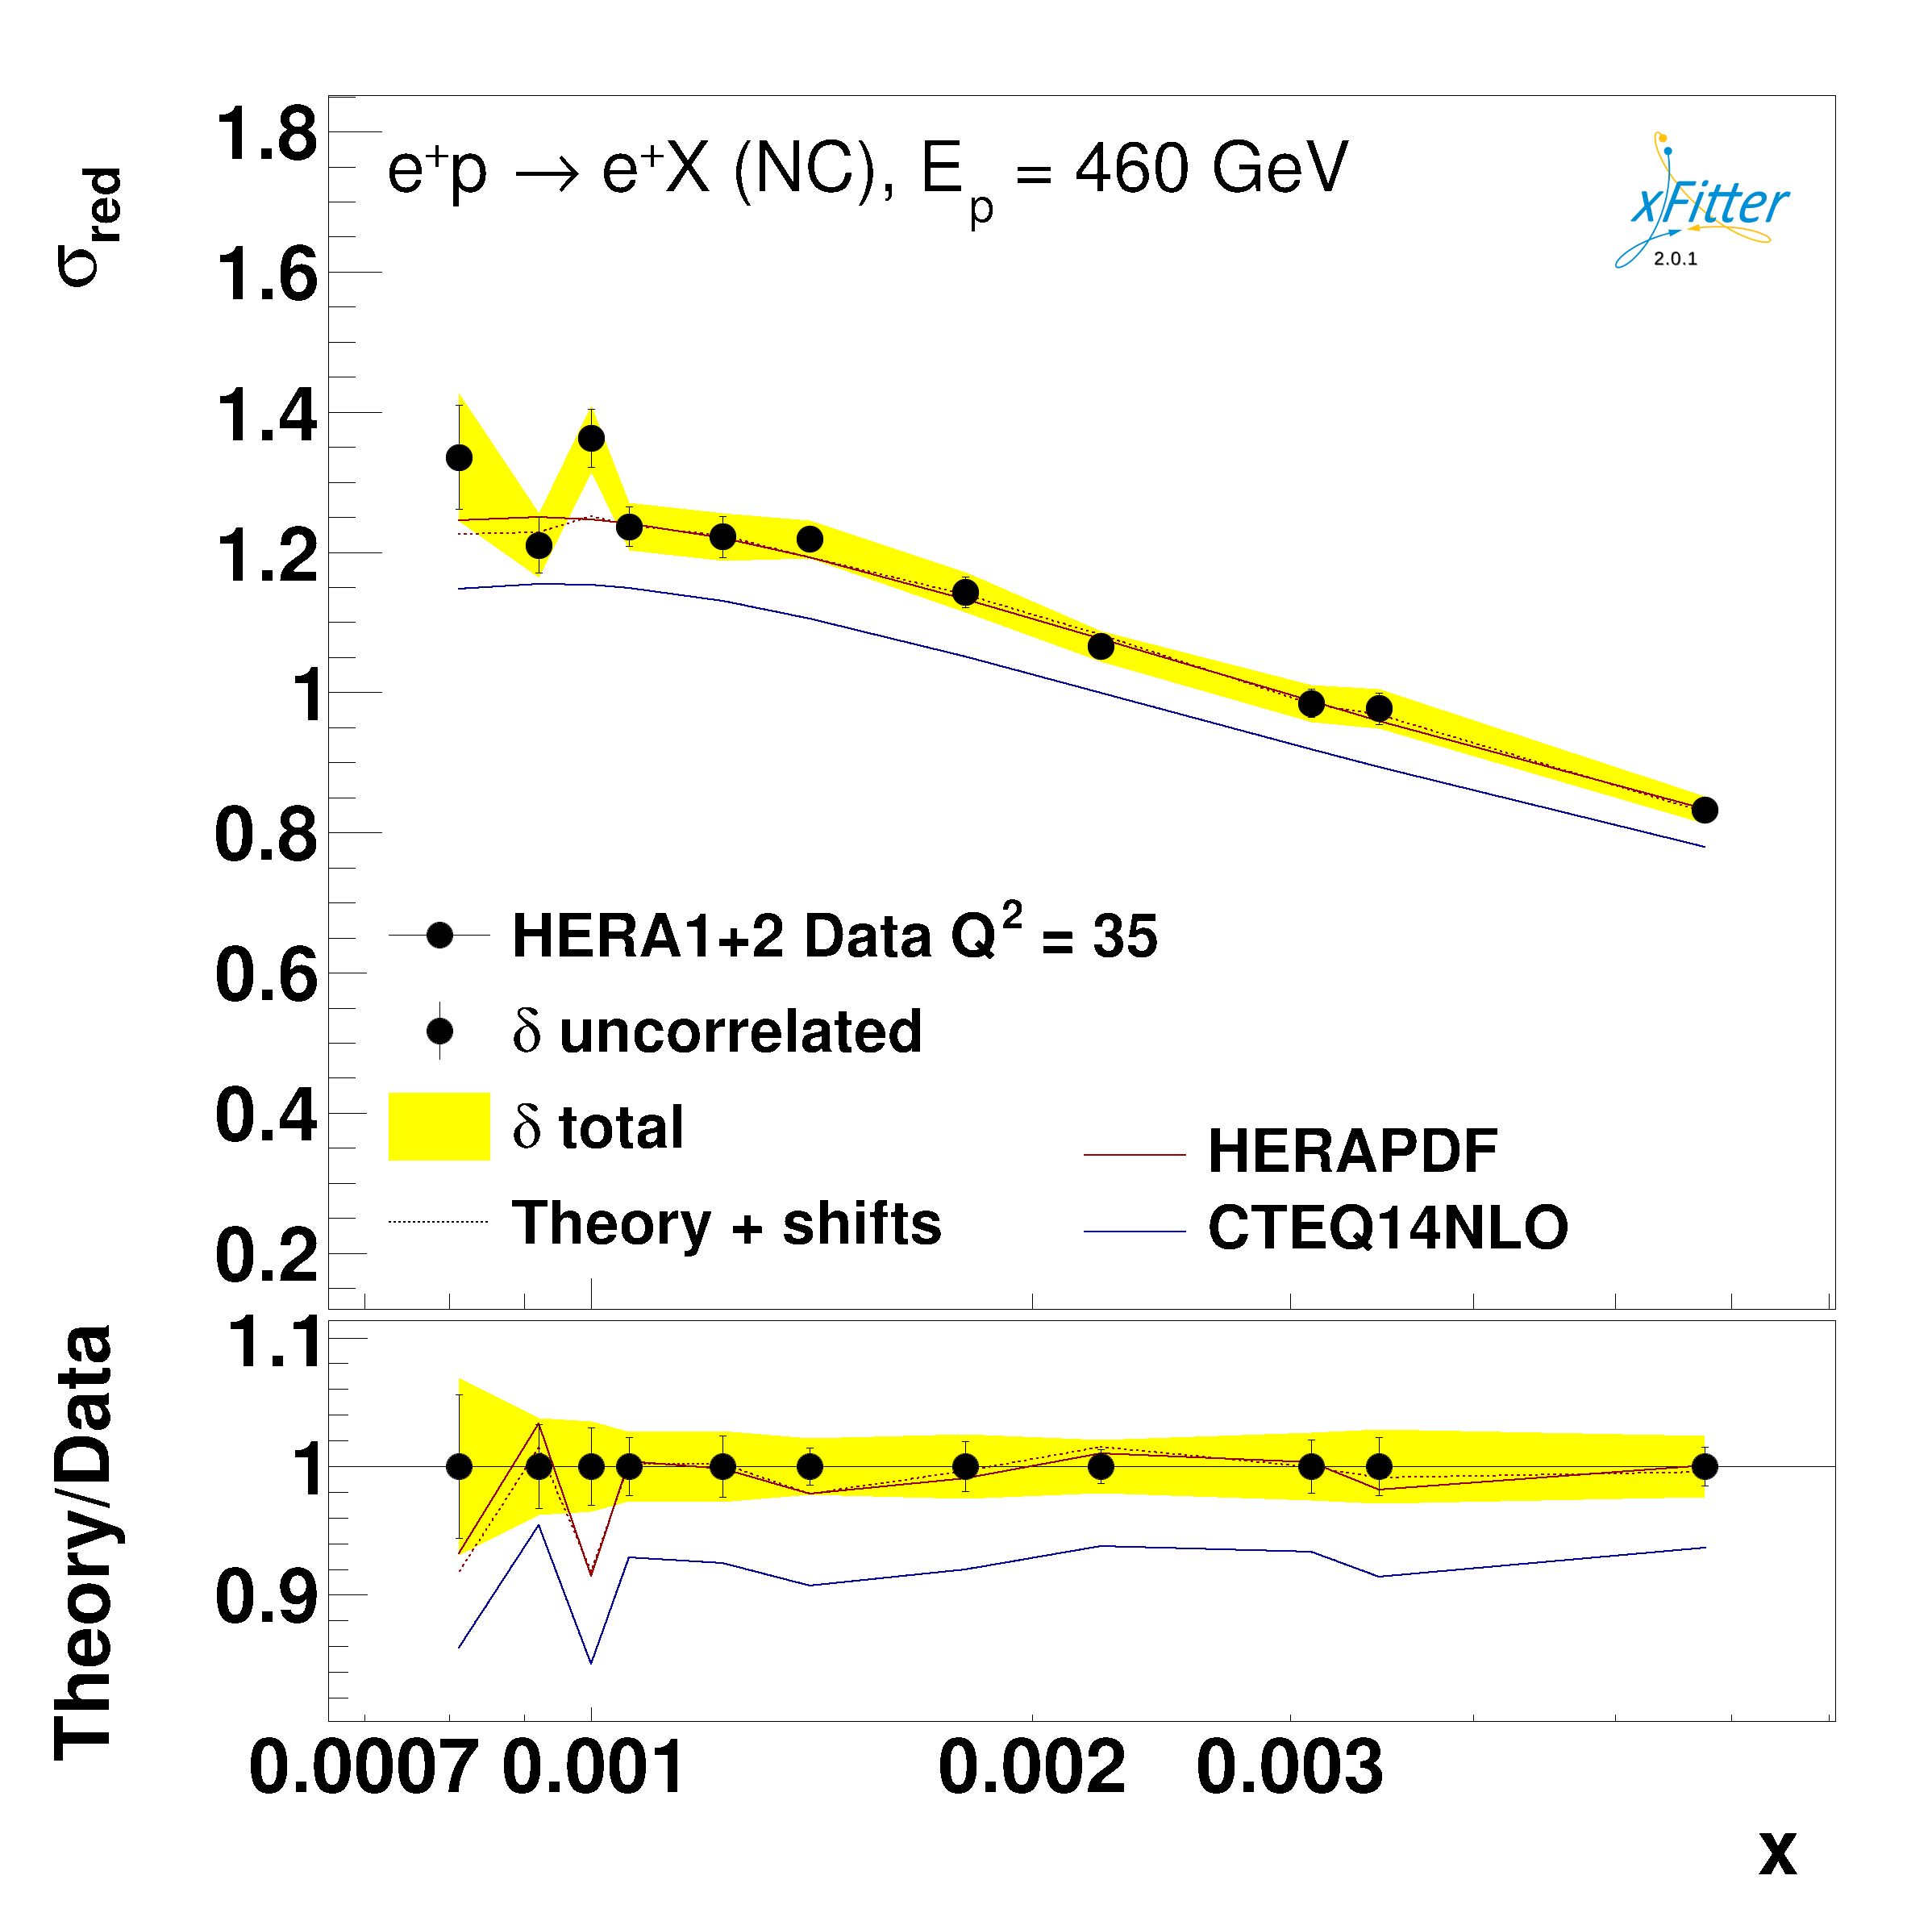 σred
1.8
1.6
1.4
1.2
1
0.8
0.6
0.4
0.2
e⁺p → e⁺X (NC), Eₚ = 460 GeV
xFitter
2.0.1
HERA1+2 Data Q² = 35
δ uncorrelated
δ total
Theory + shifts
HERAPDF
CTEQ14NLO
Theory/Data
1.1
1
0.9
0.0007 0.001 0.002 0.003
x